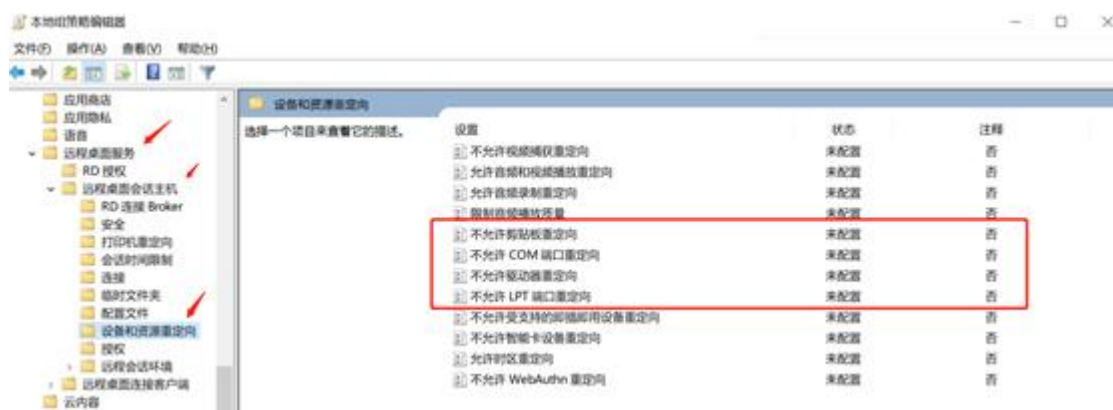 本地组策略编辑器
文件(F) 操作(A) 查看(V) 帮助(H)
应用商店
应用隐私
语音
远程桌面服务
RD 授权
远程桌面会话主机
RD 连接 Broker
安全
打印机重定向
会话时间限制
连接
临时文件夹
配置文件
设备和资源重定向
授权
远程会话环境
远程桌面连接客户端
云内容
设备和资源重定向
选择一个项目来查看它的描述。
设置 状态 注释
不允许视频捕获重定向 未配置 否
允许音频和视频播放重定向 未配置 否
允许音频录制重定向 未配置 否
限制音频播放质量 未配置 否
不允许剪贴板重定向 未配置 否
不允许 COM 端口重定向 未配置 否
不允许驱动器重定向 未配置 否
不允许 LPT 端口重定向 未配置 否
不允许受支持的即插即用设备重定向 未配置 否
不允许智能卡设备重定向 未配置 否
允许时区重定向 未配置 否
不允许 WebAuthn 重定向 未配置 否